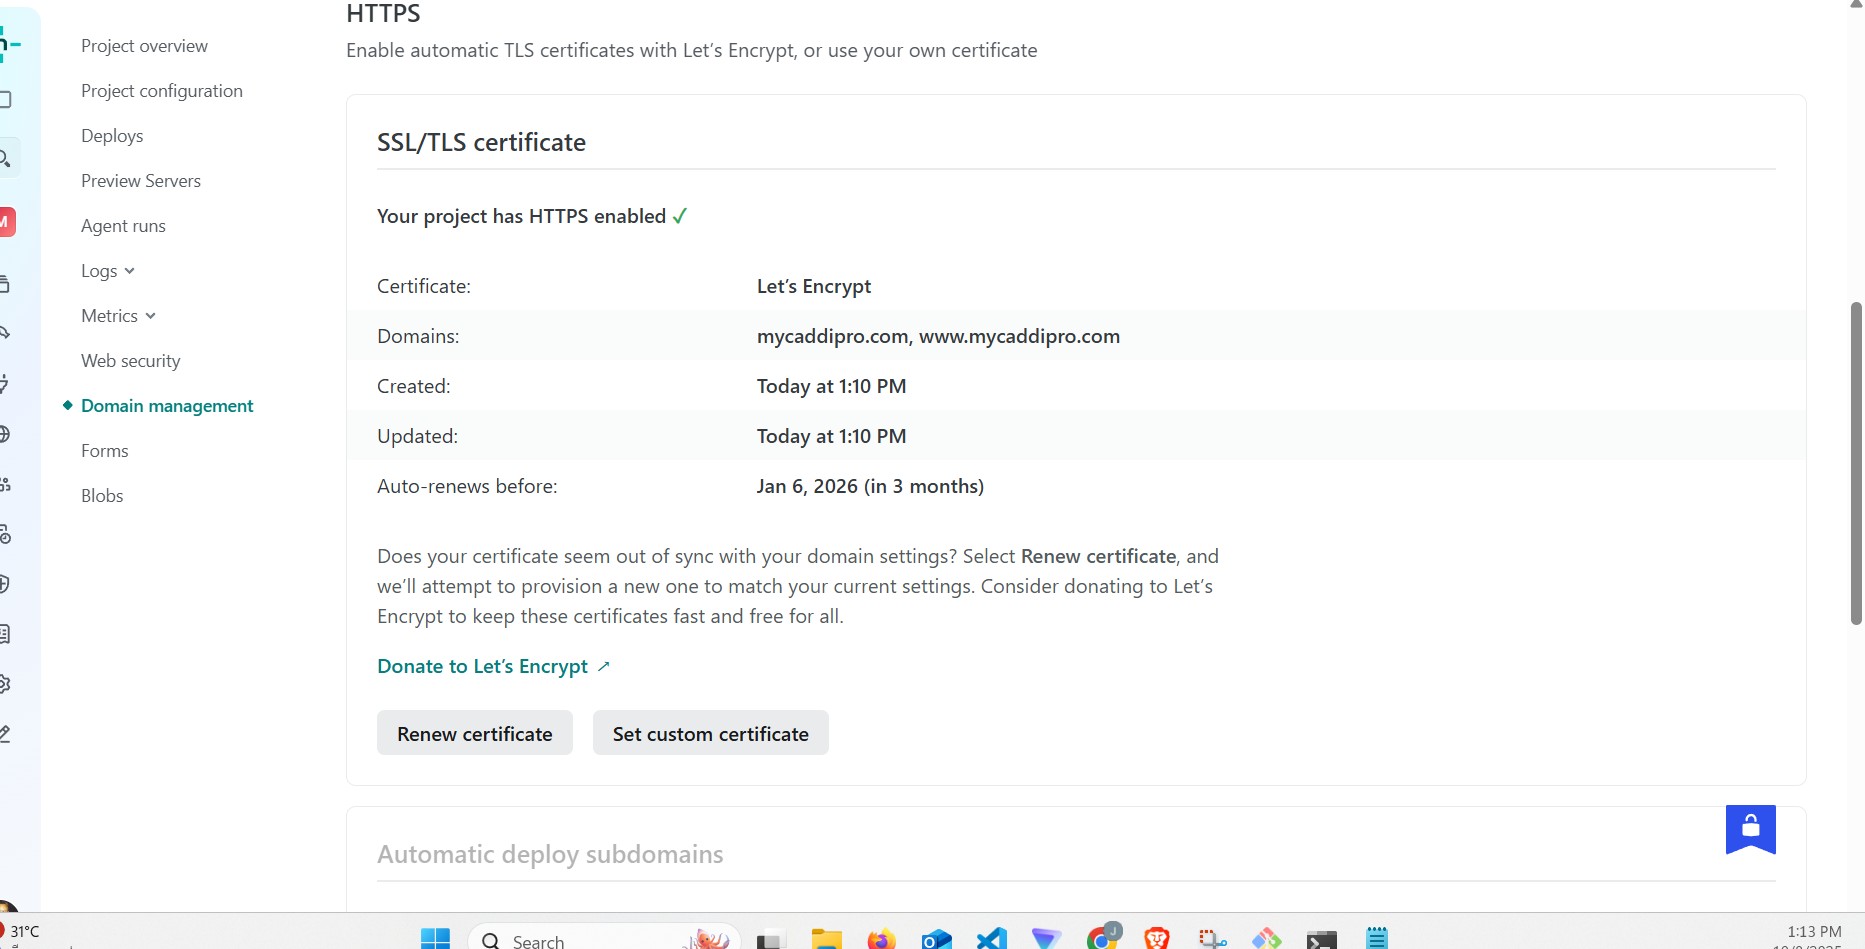 HTTPS
Enable automatic TLS certificates with Let’s Encrypt, or use your own certificate
Project overview
Project configuration
Deploys
Preview Servers
Agent runs
Logs
Metrics
Web security
Domain management
Forms
Blobs
SSL/TLS certificate
Your project has HTTPS enabled ✓
Certificate: Let’s Encrypt
Domains: mycaddipro.com, www.mycaddipro.com
Created: Today at 1:10 PM
Updated: Today at 1:10 PM
Auto-renews before: Jan 6, 2026 (in 3 months)
Does your certificate seem out of sync with your domain settings? Select Renew certificate, and
we’ll attempt to provision a new one to match your current settings. Consider donating to Let’s
Encrypt to keep these certificates fast and free for all.
Donate to Let’s Encrypt ↗
Renew certificate Set custom certificate
Automatic deploy subdomains
M
31°C
Search
J
1:13 PM